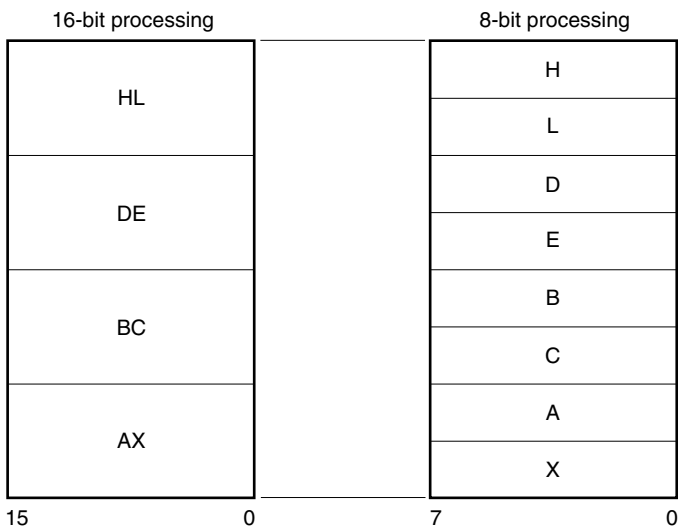 16-bit processing
8-bit processing
HL
H
L
DE
D
E
BC
B
C
AX
A
X
15 0 7 0